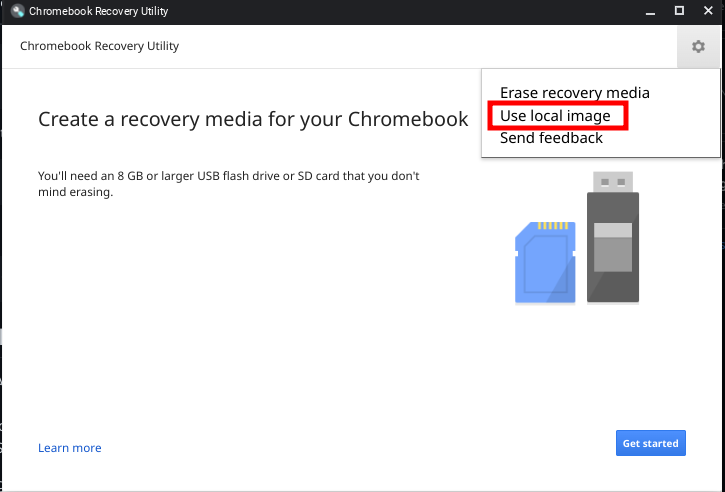 Chromebook Recovery Utility
Chromebook Recovery Utility
Erase recovery media
Use local image
Send feedback
Create a recovery media for your Chromebook
You'll need an 8 GB or larger USB flash drive or SD card that you don't
mind erasing.
Learn more
Get started